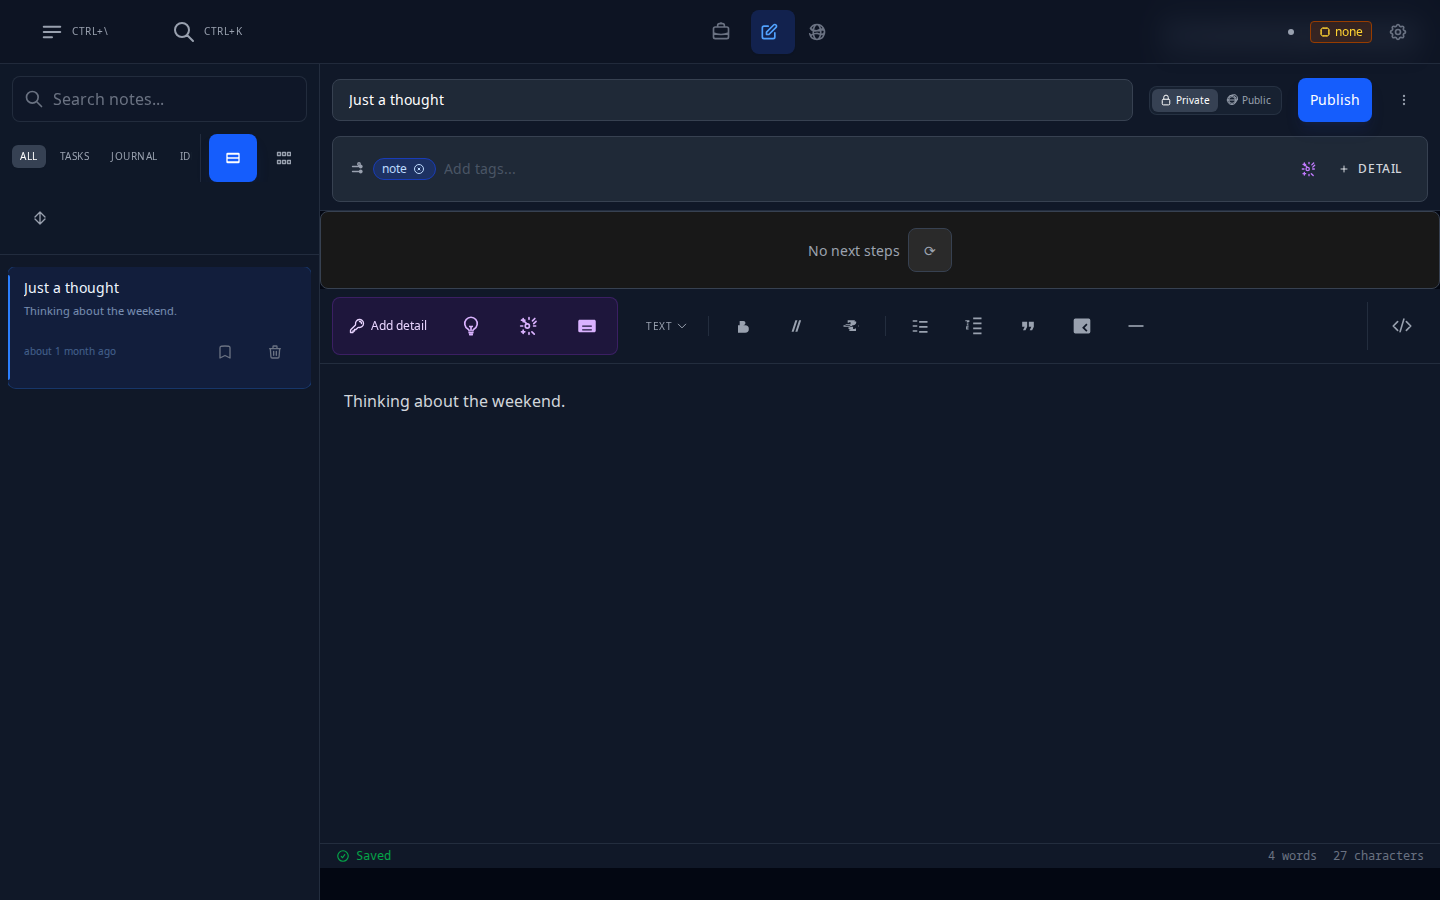 CTRL+\ CTRL+K none
Search notes...
Just a thought Private Public Publish
ALL TASKS JOURNAL ID
note Add tags... + DETAIL
No next steps
Just a thought
Thinking about the weekend.
about 1 month ago
Add detail TEXT
Thinking about the weekend.
Saved 4 words 27 characters